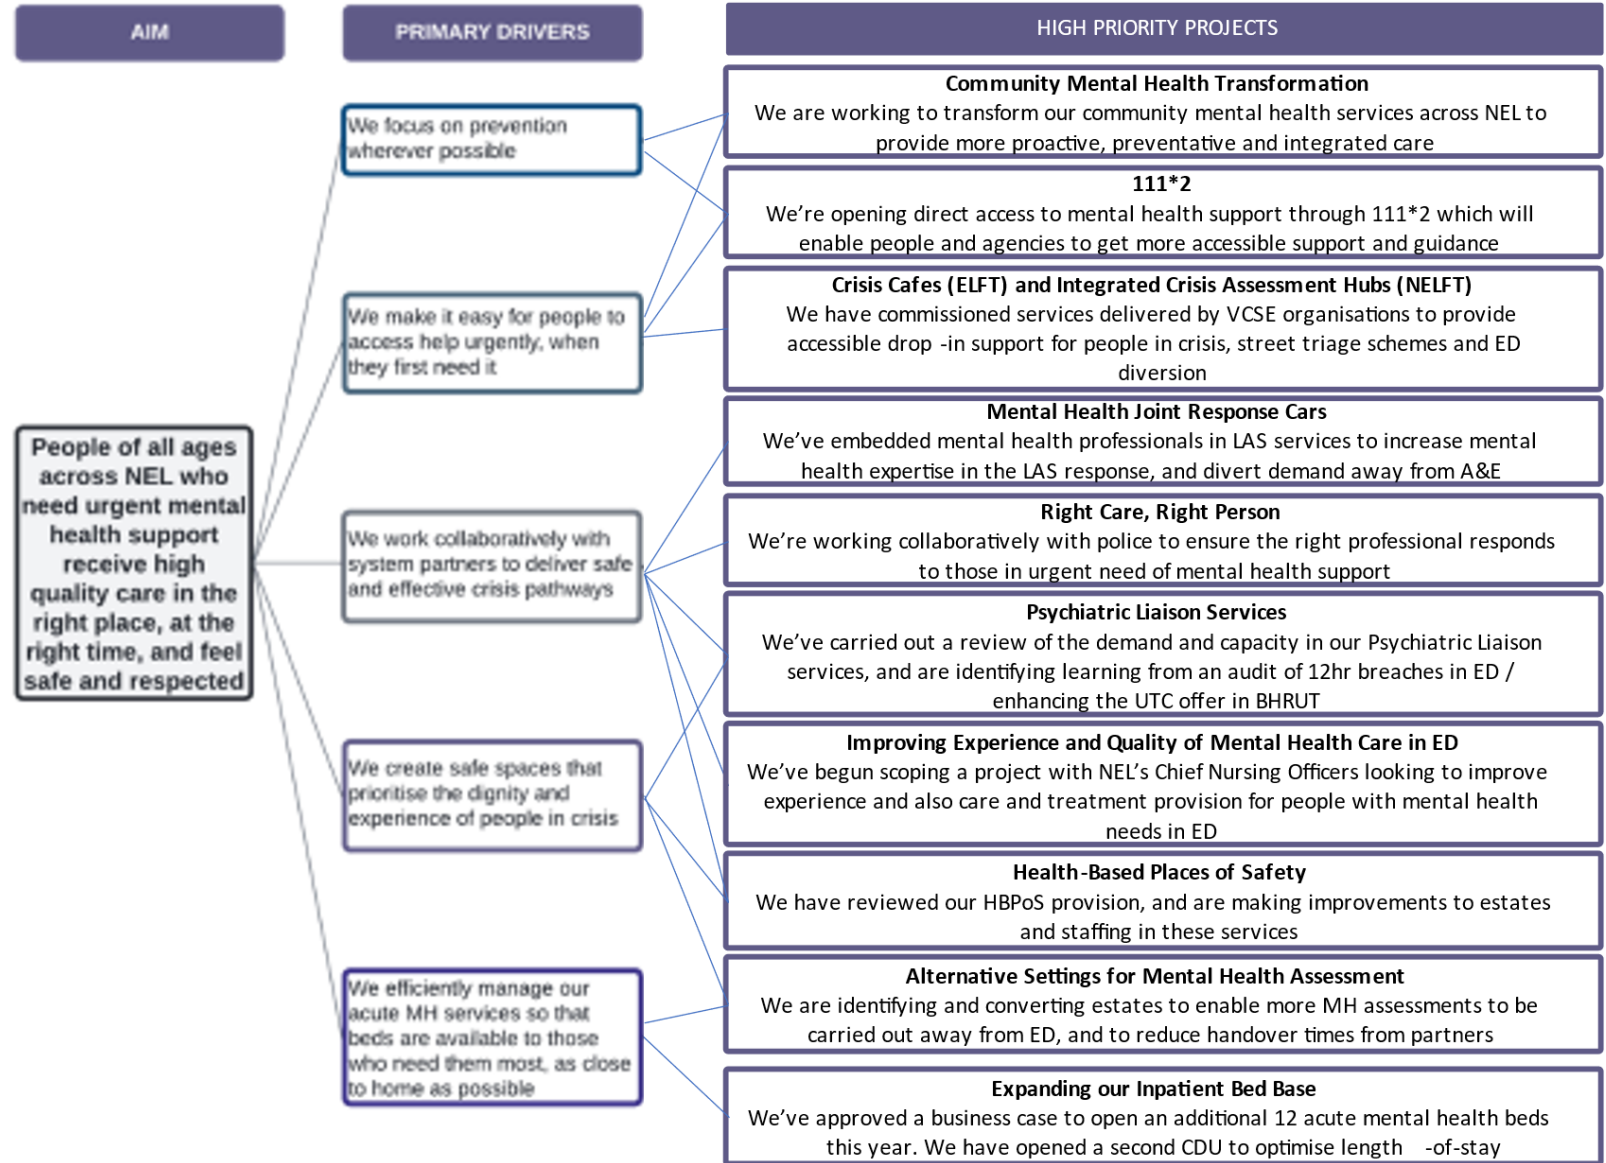 AIM
PRIMARY DRIVERS
HIGH PRIORITY PROJECTS
People of all ages
across NEL who
need urgent mental
health support
receive high
quality care in the
right place, at the
right time, and feel
safe and respected
We focus on prevention
wherever possible
We make it easy for people to
access help urgently, when
they first need it
We work collaboratively with
system partners to deliver safe
and effective crisis pathways
We create safe spaces that
prioritise the dignity and
experience of people in crisis
We efficiently manage our
acute MH services so that
beds are available to those
who need them most, as close
to home as possible
Community Mental Health Transformation
We are working to transform our community mental health services across NEL to
provide more proactive, preventative and integrated care
111*2
We’re opening direct access to mental health support through 111*2 which will
enable people and agencies to get more accessible support and guidance
Crisis Cafes (ELFT) and Integrated Crisis Assessment Hubs (NELFT)
We have commissioned services delivered by VCSE organisations to provide
accessible drop -in support for people in crisis, street triage schemes and ED
diversion
Mental Health Joint Response Cars
We’ve embedded mental health professionals in LAS services to increase mental
health expertise in the LAS response, and divert demand away from A&E
Right Care, Right Person
We’re working collaboratively with police to ensure the right professional responds
to those in urgent need of mental health support
Psychiatric Liaison Services
We’ve carried out a review of the demand and capacity in our Psychiatric Liaison
services, and are identifying learning from an audit of 12hr breaches in ED /
enhancing the UTC offer in BHRUT
Improving Experience and Quality of Mental Health Care in ED
We’ve begun scoping a project with NEL’s Chief Nursing Officers looking to improve
experience and also care and treatment provision for people with mental health
needs in ED
Health-Based Places of Safety
We have reviewed our HBPoS provision, and are making improvements to estates
and staffing in these services
Alternative Settings for Mental Health Assessment
We are identifying and converting estates to enable more MH assessments to be
carried out away from ED, and to reduce handover times from partners
Expanding our Inpatient Bed Base
We’ve approved a business case to open an additional 12 acute mental health beds
this year. We have opened a second CDU to optimise length -of-stay